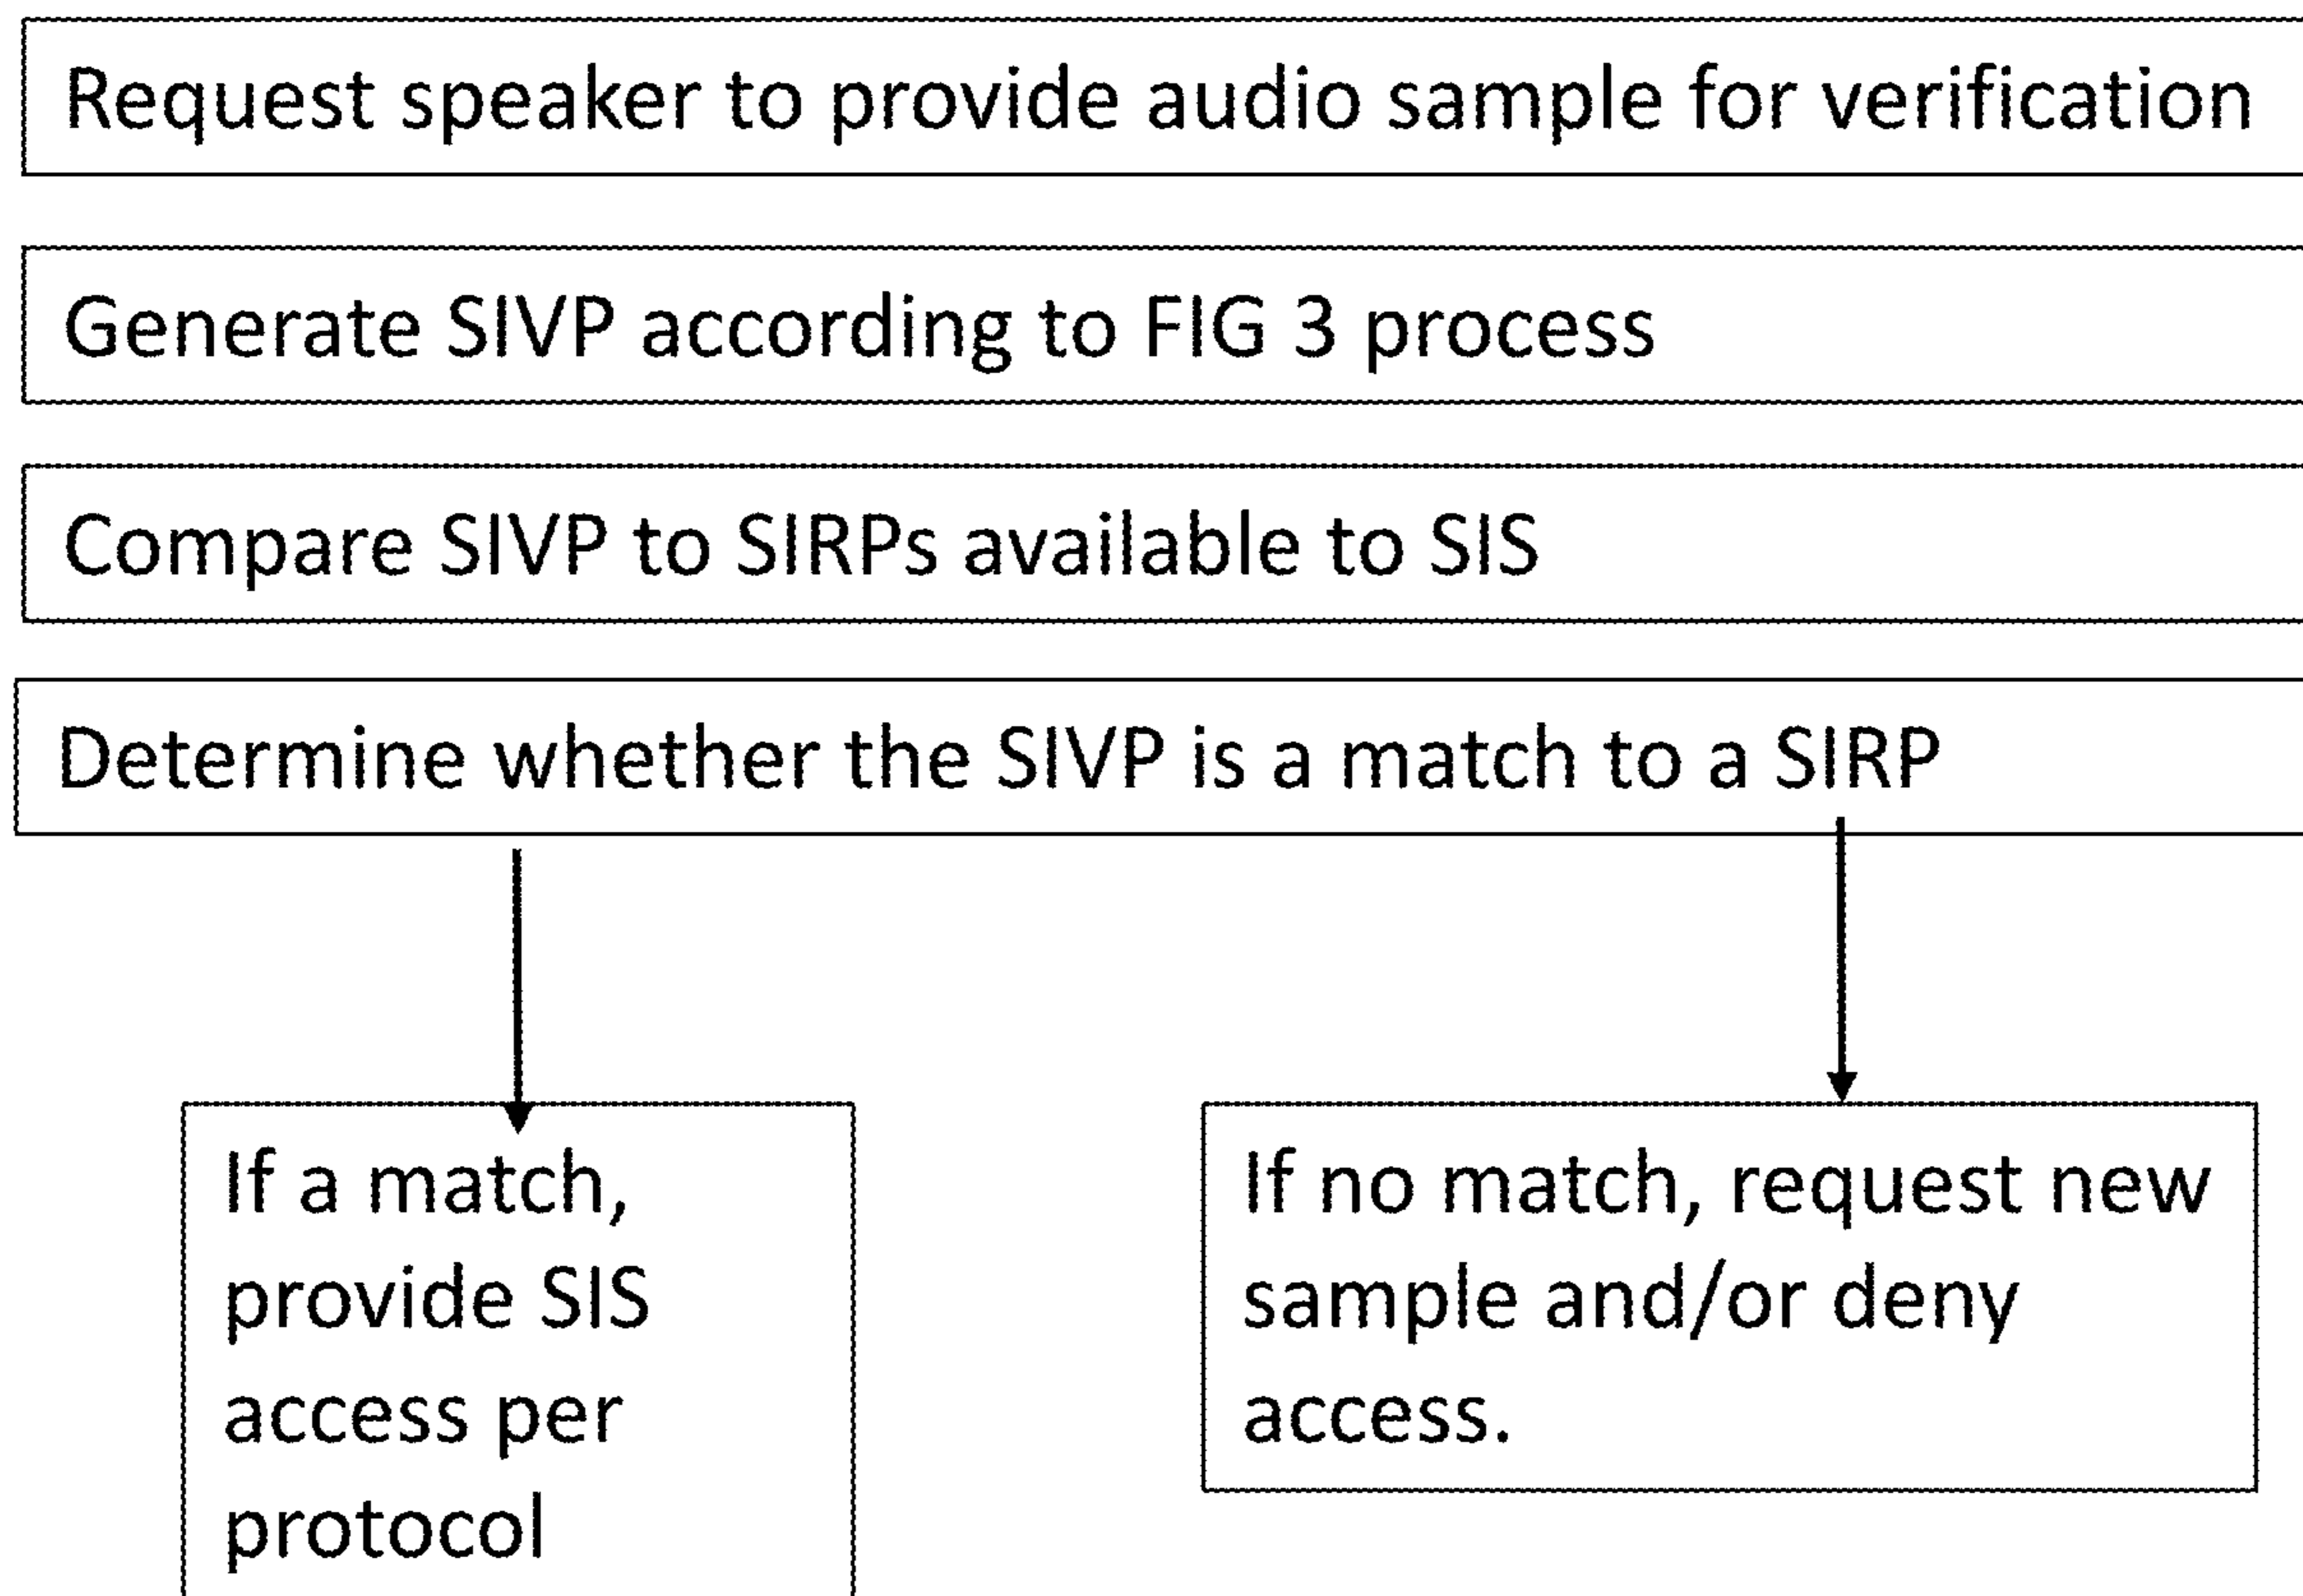 Request speaker to provide audio sample for verification
Generate SIVP according to FIG 3 process
Compare SIVP to SIRPs available to SIS
Determine whether the SIVP is a match to a SIRP
If a match,
provide SIS
access per
protocol
If no match, request new
sample and/or deny
access.